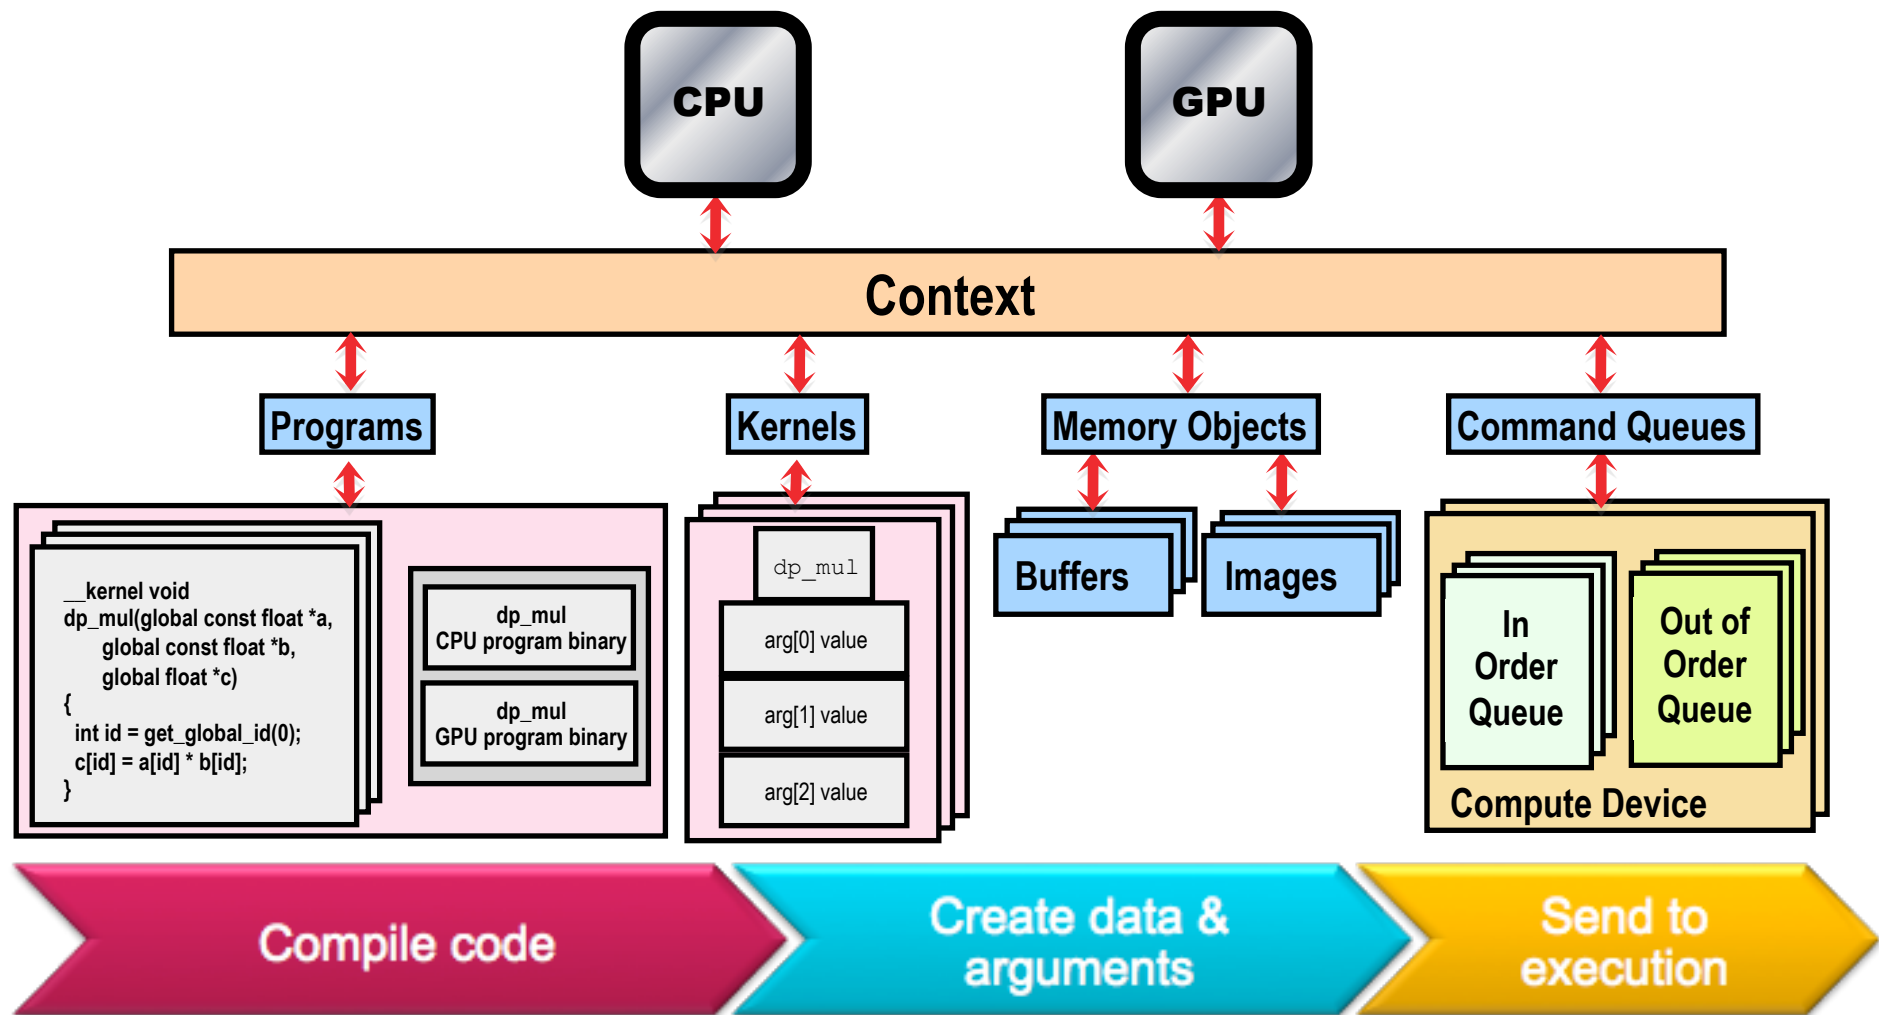 CPU
GPU
Context
Programs
Kernels
Memory Objects
Command Queues
__kernel void
dp_mul(global const float *a,
global const float *b,
global float *c)
{
int id = get_global_id(0);
c[id] = a[id] * b[id];
}
dp_mul
CPU program binary
dp_mul
GPU program binary
dp_mul
arg[0] value
arg[1] value
arg[2] value
Buffers
Images
In
Order
Queue
Out of
Order
Queue
Compute Device
Compile code
Create data &
arguments
Send to
execution